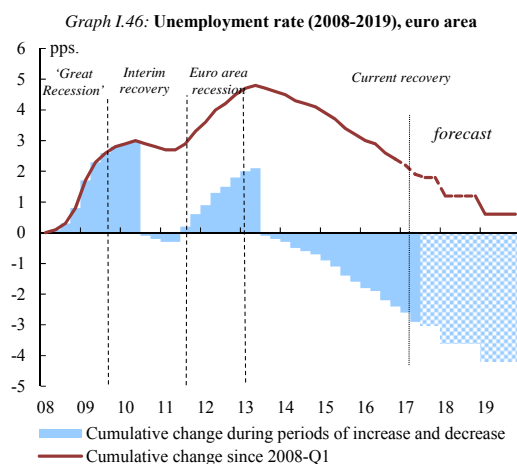 Graph I.46: Unemployment rate (2008-2019), euro area
pps.
6
5
4
3
2
1
0
-1
-2
-3
-4
-5
'Great
Recession'
Interim
recovery
Euro area
recession
Current recovery
forecast
08 09 10 11 12 13 14 15 16 17 18 19
Cumulative change during periods of increase and decrease
Cumulative change since 2008-Q1